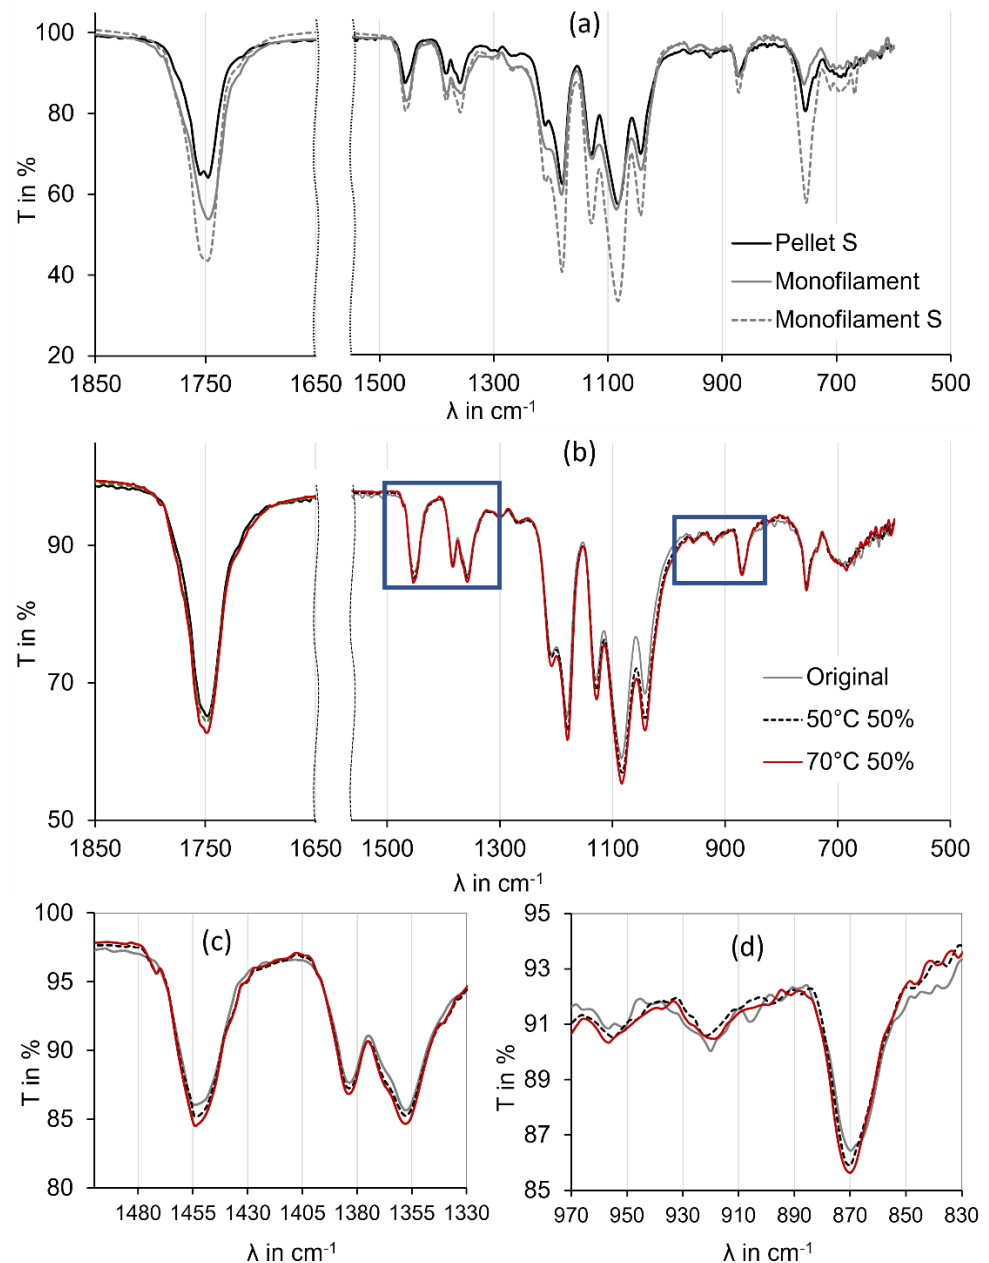 (a)
100
80
60
40
20
T in %
Pellet S
Monofilament
Monofilament S
1850 1750 1650 1500 1300 1100 900 700 500
λ in cm-1
(b)
90
70
50
T in %
Original
50°C 50%
70°C 50%
1850 1750 1650 1500 1300 1100 900 700 500
λ in cm-1
(c)
100
95
90
85
80
T in %
1480 1455 1430 1405 1380 1355 1330
λ in cm-1
(d)
95
93
91
89
87
85
T in %
970 950 930 910 890 870 850 830
λ in cm-1